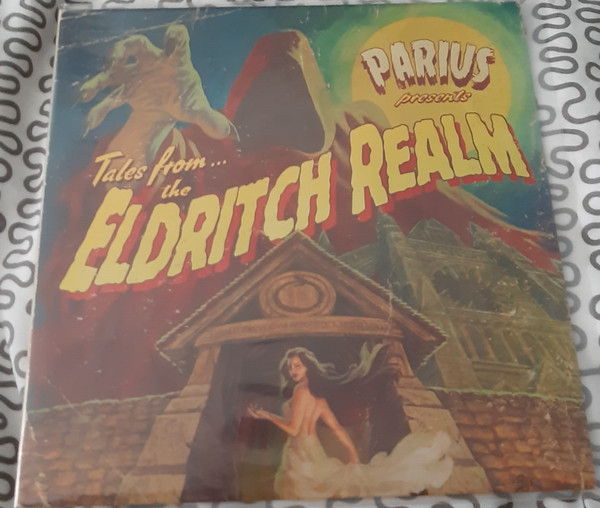 PARIUS
presents
Tales from...
the
ELDRITCH REALM